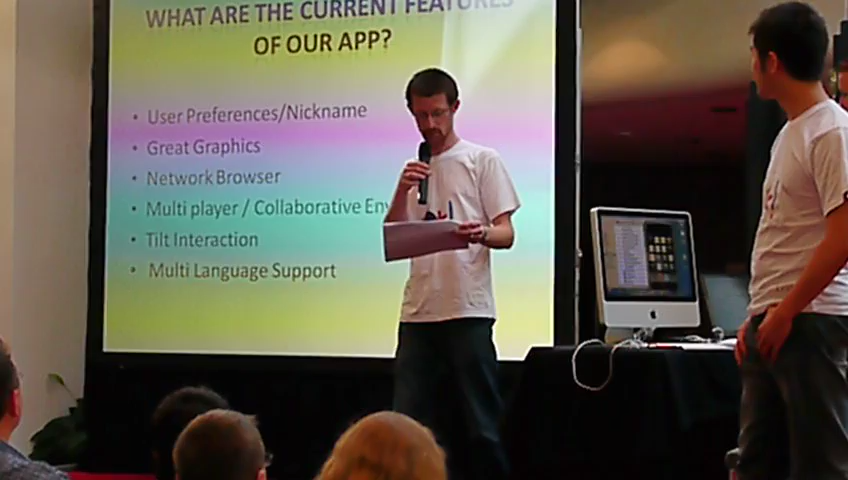 WHAT ARE THE CURRENT FEATURES
OF OUR APP?
• User Preferences/Nickname
• Great Graphics
• Network Browser
• Multi player / Collaborative
• Tilt Interaction
• Multi Language Support